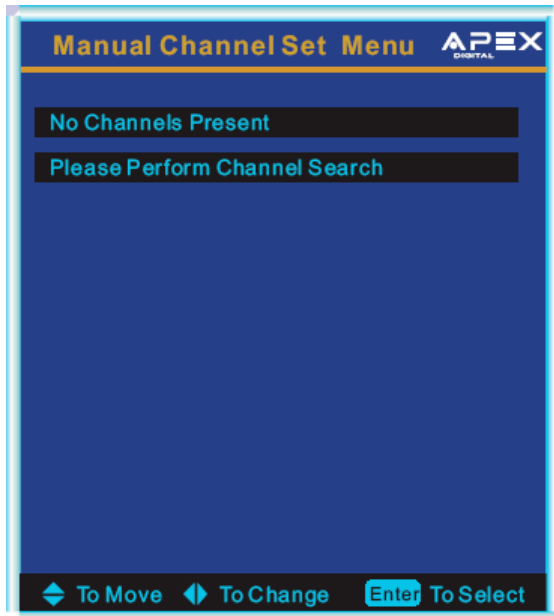 Manual Channel Set Menu APEX
DIGITAL
No Channels Present
Please Perform Channel Search
To Move To Change Enter To Select